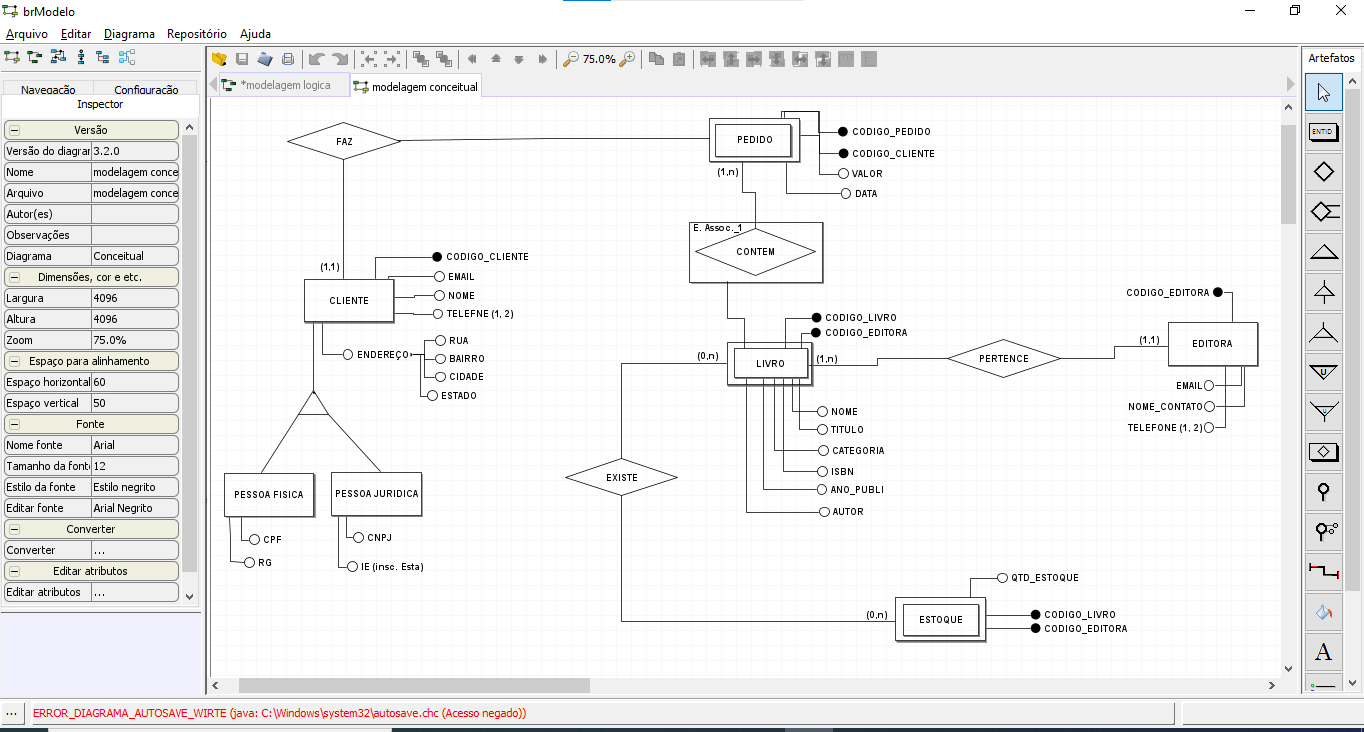 brModelo
Arquivo Editar Diagrama Repositório Ajuda
75.0%
Artefatos
Navegação Configuração
Inspector
*modelagem logica
modelagem conceitual
Versão
Versão do diagrar 3.2.0
Nome modelagem conce
Arquivo modelagem conce
Autor(es)
Observações
Diagrama Conceitual
Dimensões, cor e etc.
Largura 4096
Altura 4096
Zoom 75.0%
Espaço para alinhamento
Espaço horizontal 60
Espaço vertical 50
Fonte
Nome fonte Arial
Tamanho da font 12
Estilo da fonte Estilo negrito
Editar fonte Arial Negrito
Converter
Converter ...
Editar atributos
Editar atributos ...
FAZ
PEDIDO
CODIGO_PEDIDO
CODIGO_CLIENTE
VALOR
DATA
(1,n)
E. Assoc._1
CONTEM
(1,1)
CLIENTE
CODIGO_CLIENTE
EMAIL
NOME
TELEFNE (1, 2)
ENDEREÇO
RUA
BAIRRO
CIDADE
ESTADO
PESSOA FISICA
PESSOA JURIDICA
CPF
RG
CNPJ
IE (insc. Esta)
CODIGO_LIVRO
CODIGO_EDITORA
(0,n)
LIVRO
(1,n)
PERTENCE
(1,1)
CODIGO_EDITORA
EDITORA
EMAIL
NOME_CONTATO
TELEFONE (1, 2)
NOME
TITULO
CATEGORIA
ISBN
ANO_PUBLI
AUTOR
EXISTE
(0,n)
QTD_ESTOQUE
ESTOQUE
CODIGO_LIVRO
CODIGO_EDITORA
ENTID
U
U
A
... ERROR_DIAGRAMA_AUTOSAVE_WIRTE (java: C:\Windows\system32\autosave.chc (Acesso negado))